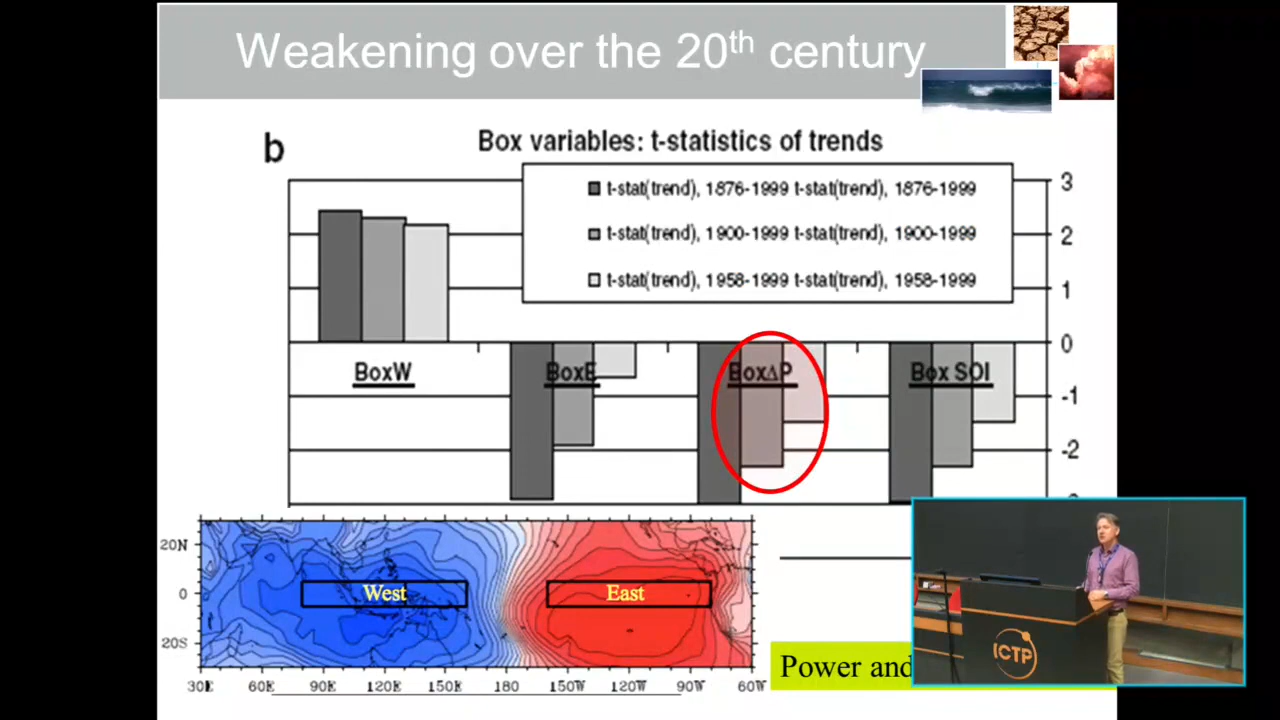 Weakening over the 20th century
b
Box variables: t-statistics of trends
t-stat(trend), 1876-1999 t-stat(trend), 1876-1999
t-stat(trend), 1900-1999 t-stat(trend), 1900-1999
t-stat(trend), 1958-1999 t-stat(trend), 1958-1999
3
2
1
0
-1
-2
BoxW
BoxE
BoxΔP
Box SOI
20N
0
20S
West
East
30E 60E 90E 120E 150E 180 150W 120W 90W 60W
Power and
ICTP